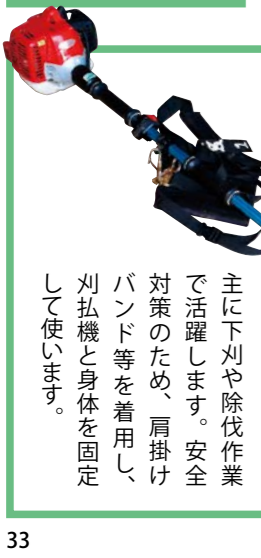 主に下刈や除伐作業
で活躍します。安全
対策のため、肩掛け
バンド等を着用し、
刈払機と身体を固定
して使います。
33